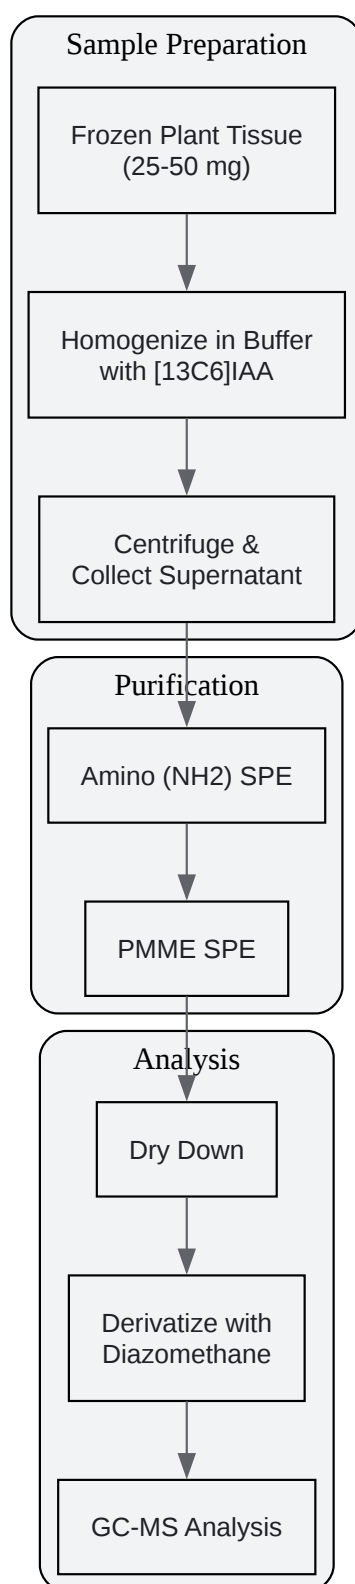 Sample Preparation
Frozen Plant Tissue
(25-50 mg)
Homogenize in Buffer
with [13C6]IAA
Centrifuge &
Collect Supernatant
Purification
Amino (NH2) SPE
PMME SPE
Analysis
Dry Down
Derivatize with
Diazomethane
GC-MS Analysis